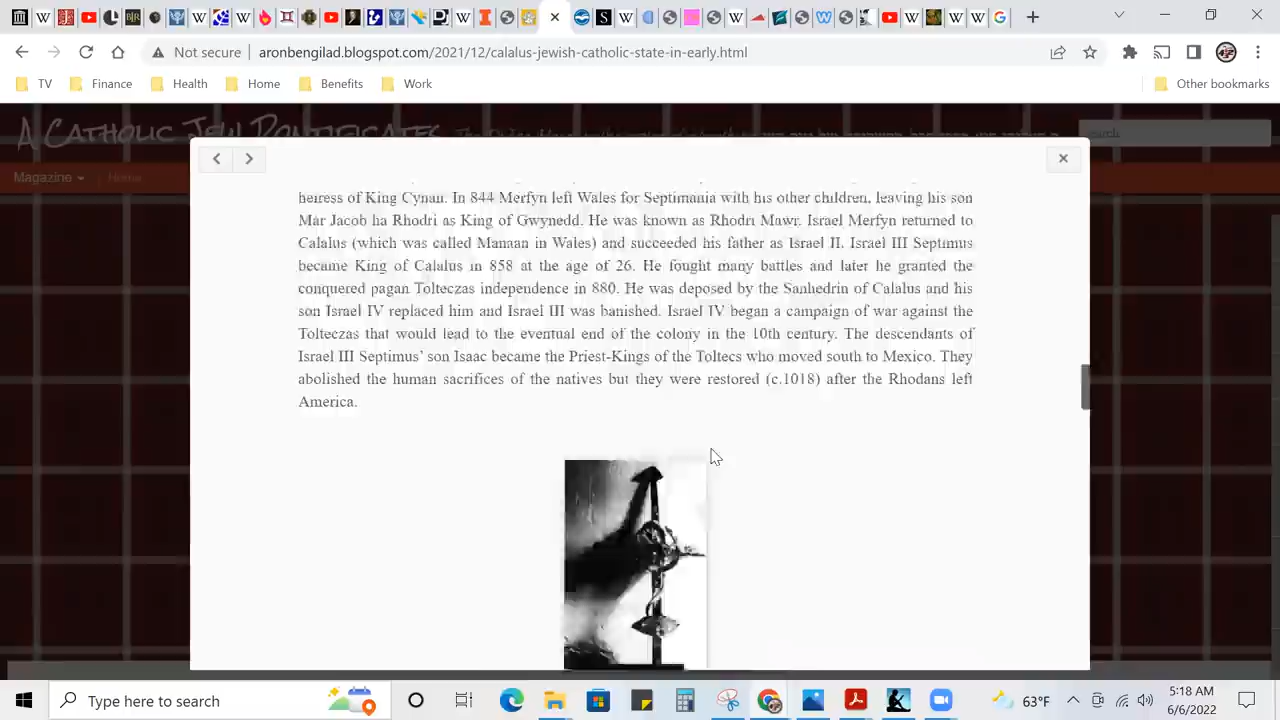 Not secure
aronbengilad.blogspot.com/2021/12/calalus-jewish-catholic-state-in-early.html
TV Finance Health Home Benefits Work Other bookmarks
A Catholic Jew Pontificates
search
Magazine Home
heiress of King Cynan. In 844 Merfyn left Wales for Septimania with his other children, leaving his son
Mar Jacob ha Rhodri as King of Gwynedd. He was known as Rhodri Mawr. Israel Merfyn returned to
Calalus (which was called Manaan in Wales) and succeeded his father as Israel II. Israel III Septimus
became King of Calalus in 858 at the age of 26. He fought many battles and later he granted the
conquered pagan Tolteczas independence in 880. He was deposed by the Sanhedrin of Calalus and his
son Israel IV replaced him and Israel III was banished. Israel IV began a campaign of war against the
Tolteczas that would lead to the eventual end of the colony in the 10th century. The descendants of
Israel III Septimus’ son Isaac became the Priest-Kings of the Toltecs who moved south to Mexico. They
abolished the human sacrifices of the natives but they were restored (c.1018) after the Rhodans left
America.
Type here to search
63°F
5:18 AM
6/6/2022